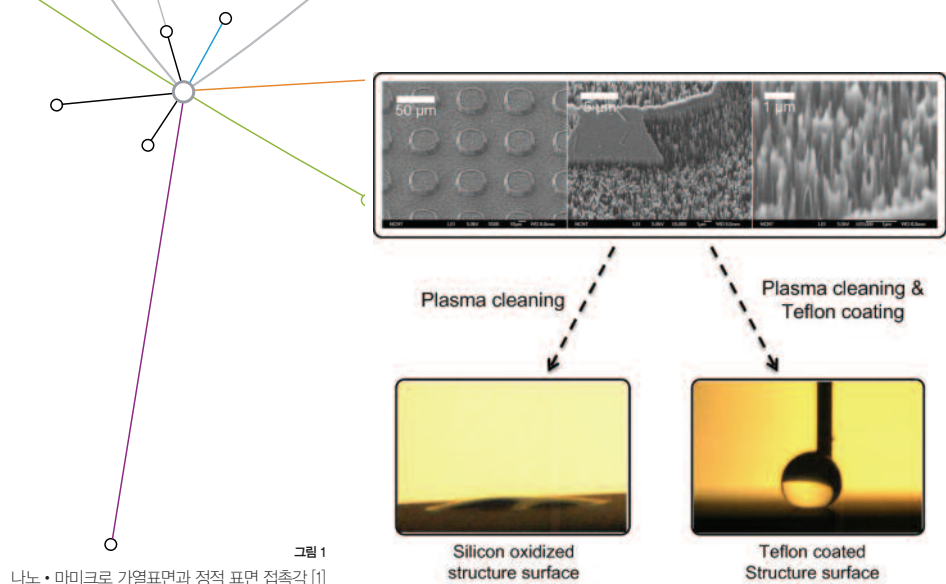 50 μm
5 μm
1 μm
Plasma cleaning
Plasma cleaning &
Teflon coating
Silicon oxidized
structure surface
Teflon coated
Structure surface
그림 1
나노 • 마미크로 가열표면과 정적 표면 접촉각 [1]